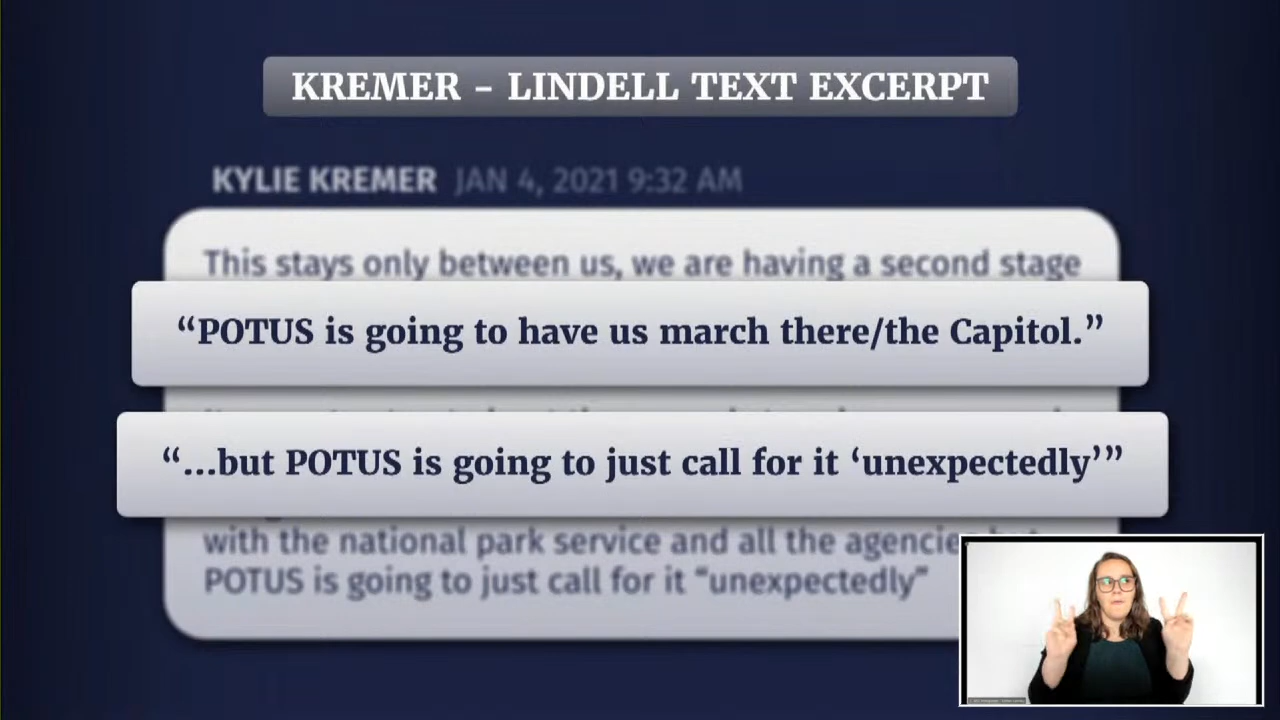 KREMER – LINDELL TEXT EXCERPT
KYLIE KREMER JAN 4, 2021 9:32 AM
This stays only between us, we are having a second stage
“POTUS is going to have us march there/the Capitol.”
“...but POTUS is going to just call for it ‘unexpectedly’”
with the national park service and all the agencies but
POTUS is going to just call for it “unexpectedly”